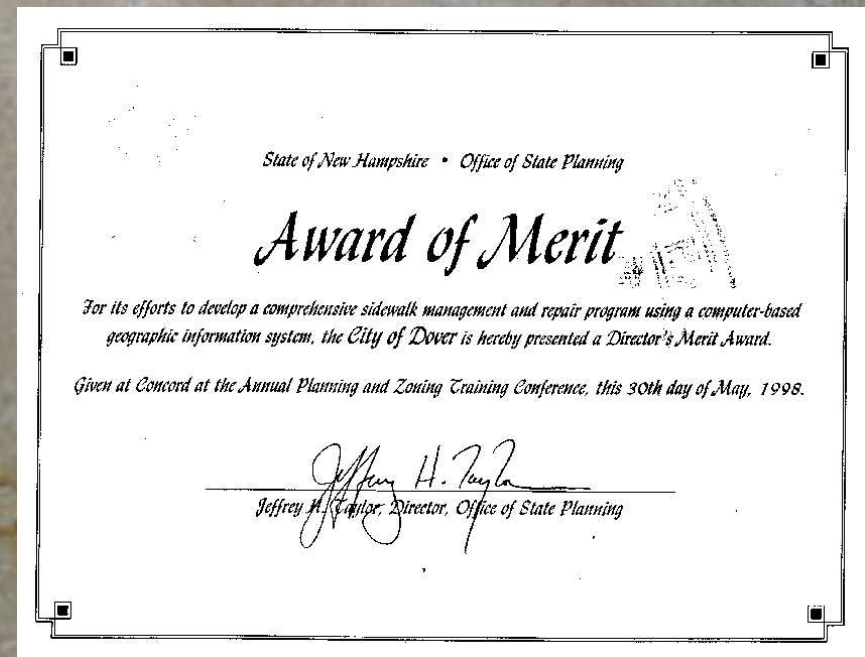 State of New Hampshire • Office of State Planning
Award of Merit
For its efforts to develop a comprehensive sidewalk management and repair program using a computer-based
geographic information system, the City of Dover is hereby presented a Director's Merit Award.
Given at Concord at the Annual Planning and Zoning Training Conference, this 30th day of May, 1998.
Jeffrey H. Taylor
Jeffrey H. Taylor, Director, Office of State Planning